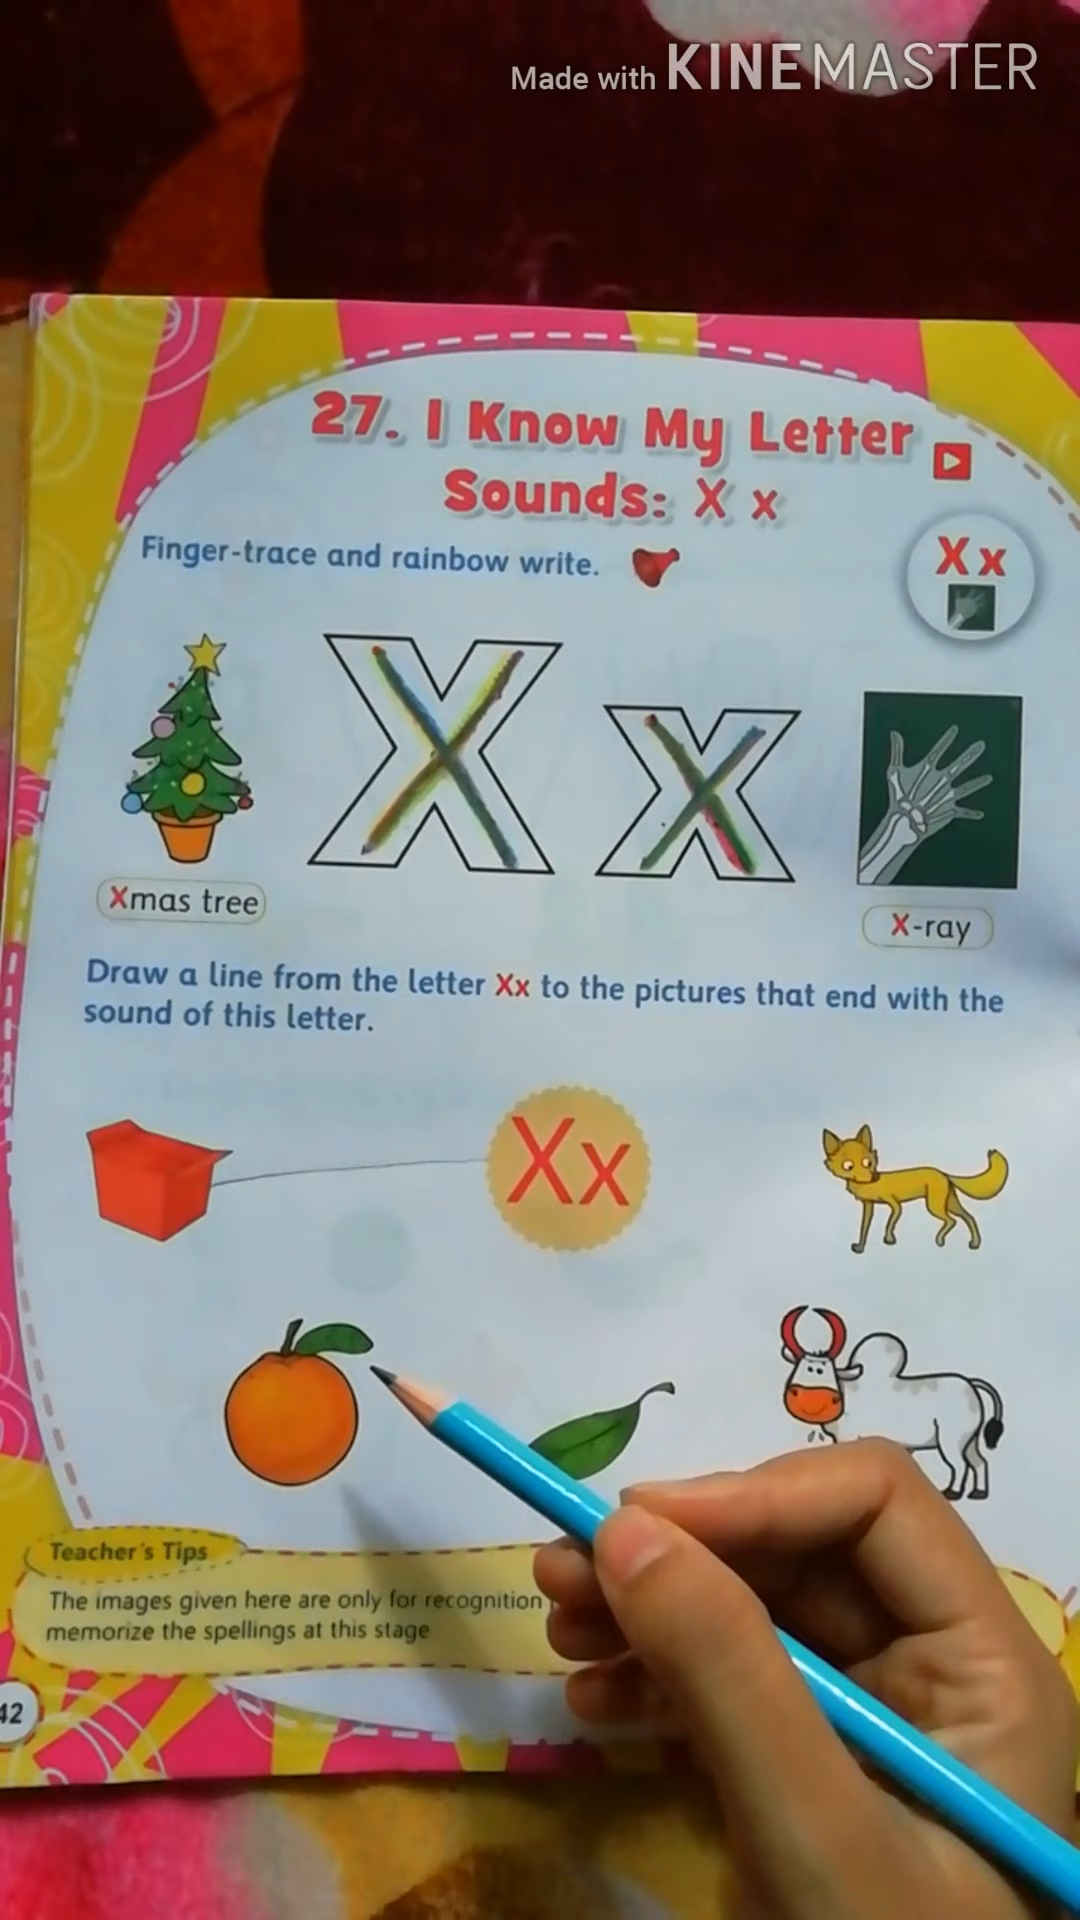 Made with KINEMASTER
27. I Know My Letter
Sounds: X x
Finger-trace and rainbow write.
X x
X x
Xmas tree
X-ray
Draw a line from the letter Xx to the pictures that end with the
sound of this letter.
Xx
Teacher's Tips
The images given here are only for recognition
memorize the spellings at this stage
42